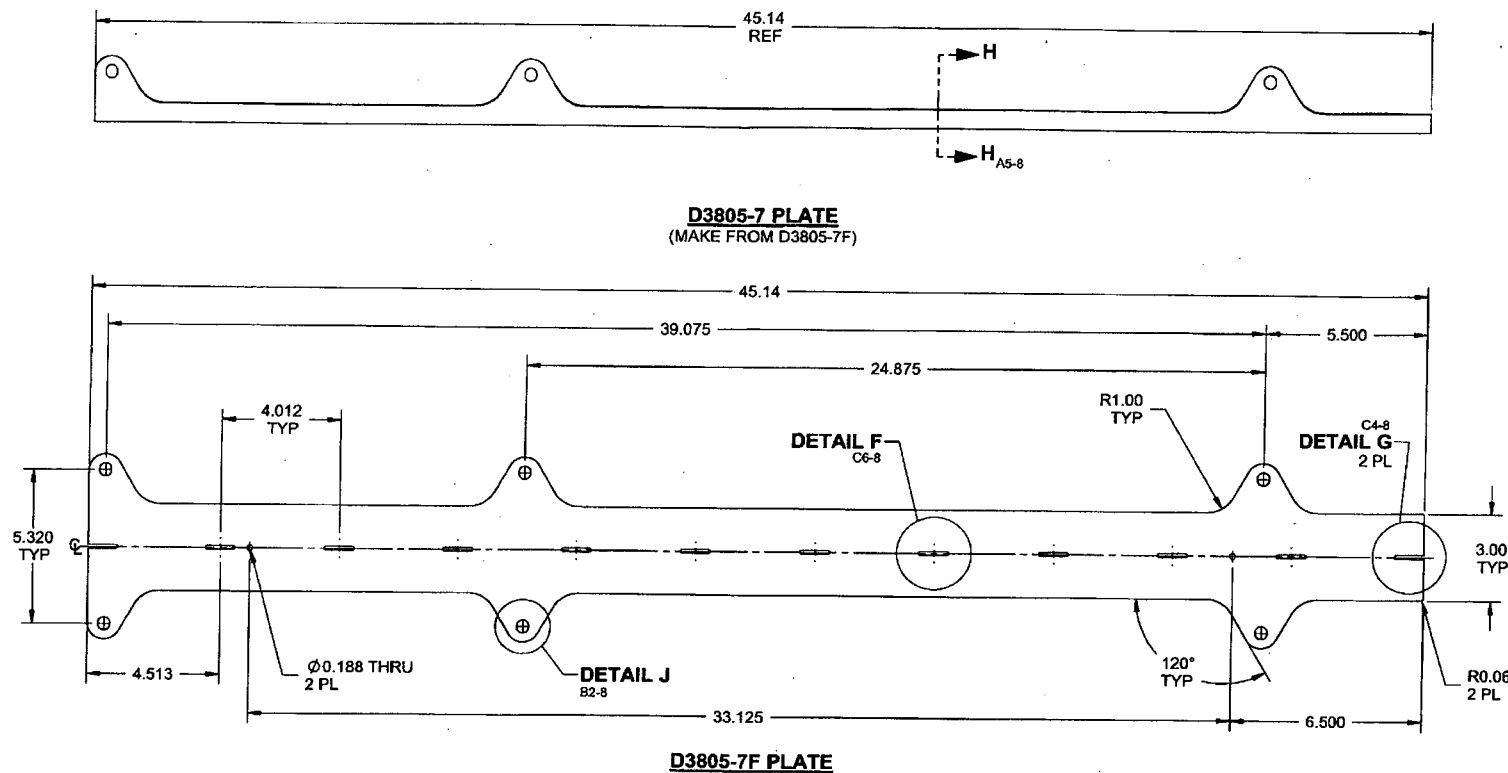 45.14
REF
H
H A5-8
D3805-7 PLATE
(MAKE FROM D3805-7F)
45.14
39.075
5.500
24.875
4.012
TYP
R1.00
TYP
DETAIL F
C6-8
C4-8
DETAIL G
2 PL
5.320
TYP
℄
3.00
TYP
4.513
Ø0.188 THRU
2 PL
DETAIL J
B2-8
120°
TYP
R0.06
2 PL
33.125
6.500
D3805-7F PLATE